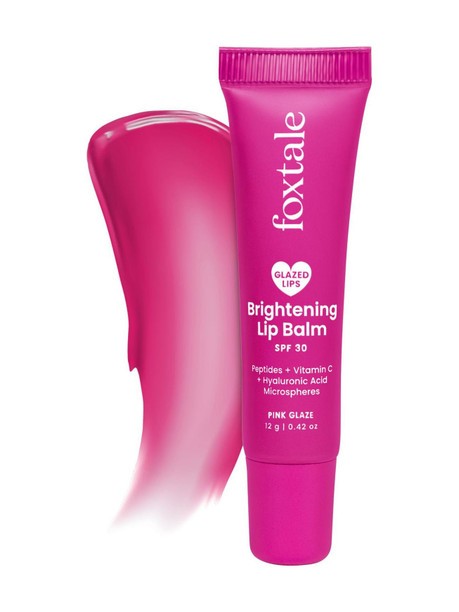 foxtale
GLAZED
LIPS
Brightening
Lip Balm
SPF 30
Peptides + Vitamin C
+ Hyaluronic Acid
Microspheres
PINK GLAZE
12 g | 0.42 oz